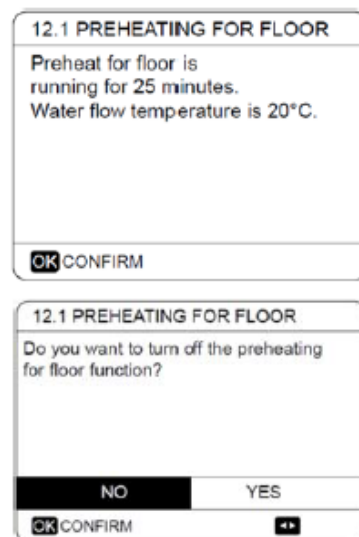 12.1 PREHEATING FOR FLOOR
Preheat for floor is
running for 25 minutes.
Water flow temperature is 20°C.
OK CONFIRM
12.1 PREHEATING FOR FLOOR
Do you want to turn off the preheating
for floor function?
NO YES
OK CONFIRM